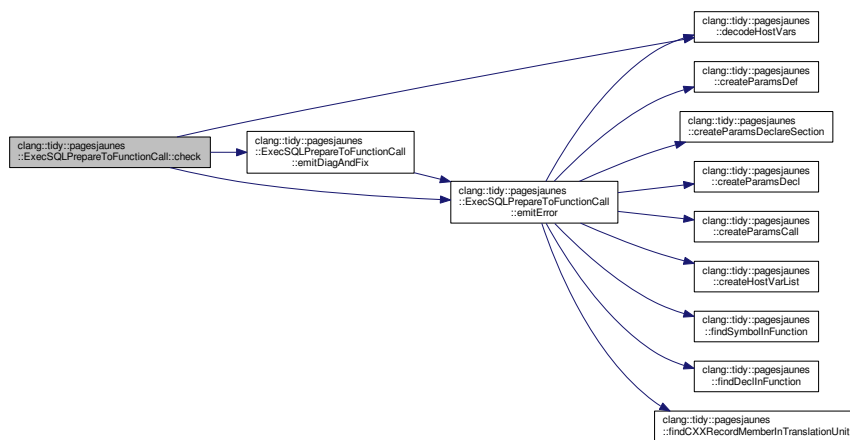 clang::tidy::pagesjaunes
::ExecSQLPrepareToFunctionCall::check
clang::tidy::pagesjaunes
::ExecSQLPrepareToFunctionCall
::emitDiagAndFix
clang::tidy::pagesjaunes
::ExecSQLPrepareToFunctionCall
::emitError
clang::tidy::pagesjaunes
::decodeHostVars
clang::tidy::pagesjaunes
::createParamsDef
clang::tidy::pagesjaunes
::createParamsDeclareSection
clang::tidy::pagesjaunes
::createParamsDecl
clang::tidy::pagesjaunes
::createParamsCall
clang::tidy::pagesjaunes
::createHostVarList
clang::tidy::pagesjaunes
::findSymbolInFunction
clang::tidy::pagesjaunes
::findDeclInFunction
clang::tidy::pagesjaunes
::findCXXRecordMemberInTranslationUnit